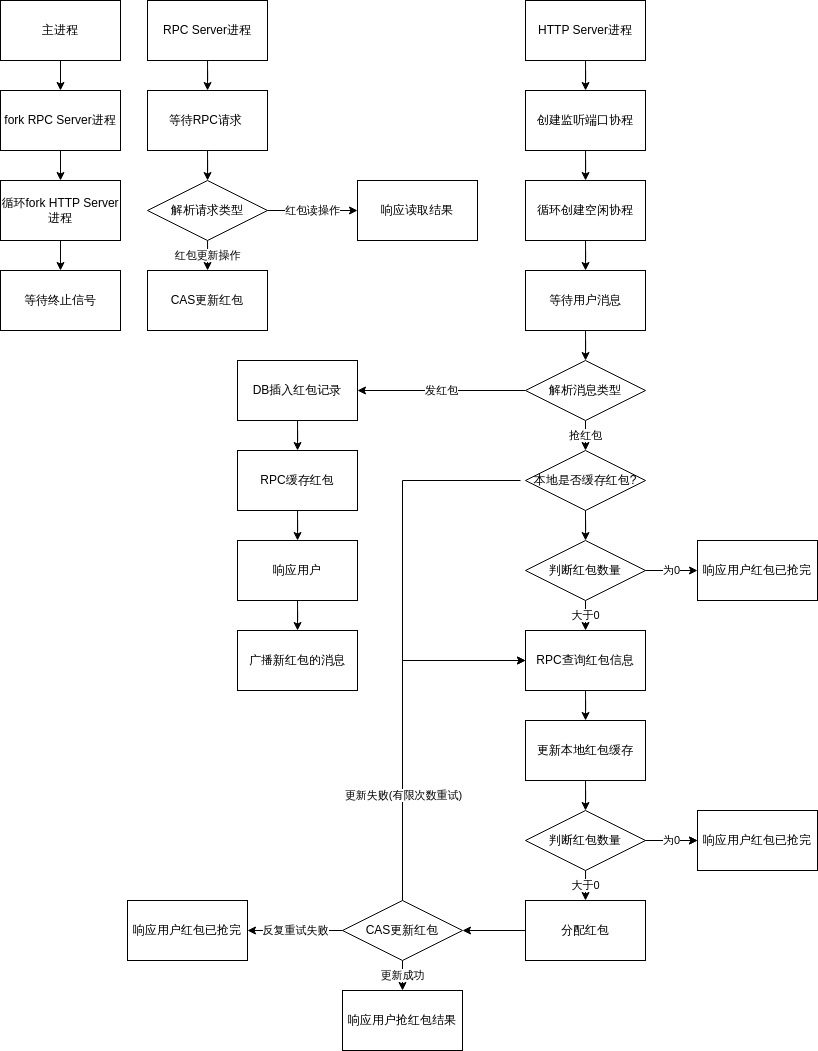 主进程
RPC Server进程
HTTP Server进程
fork RPC Server进程
等待RPC请求
创建监听端口协程
循环fork HTTP Server
进程
解析请求类型
红包读操作
响应读取结果
循环创建空闲协程
红包更新操作
等待终止信号
CAS更新红包
等待用户消息
DB插入红包记录
发红包
解析消息类型
抢红包
RPC缓存红包
本地是否缓存红包?
响应用户
判断红包数量
为0
响应用户红包已抢完
大于0
广播新红包的消息
RPC查询红包信息
更新本地红包缓存
更新失败(有限次数重试)
判断红包数量
为0
响应用户红包已抢完
大于0
响应用户红包已抢完
反复重试失败
CAS更新红包
分配红包
更新成功
响应用户抢红包结果